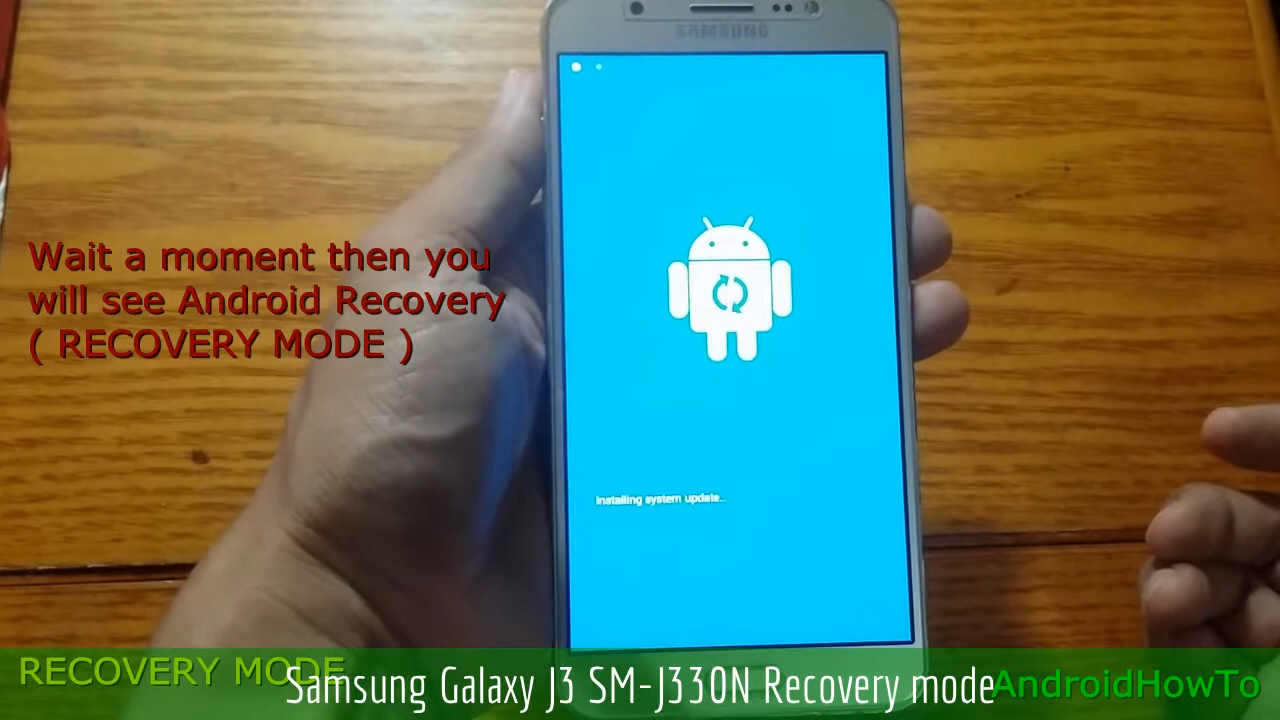 SAMSUNG
Wait a moment then you
will see Android Recovery
( RECOVERY MODE )
Installing system update...
RECOVERY MODE
Samsung Galaxy J3 SM-J330N Recovery mode
AndroidHowTo